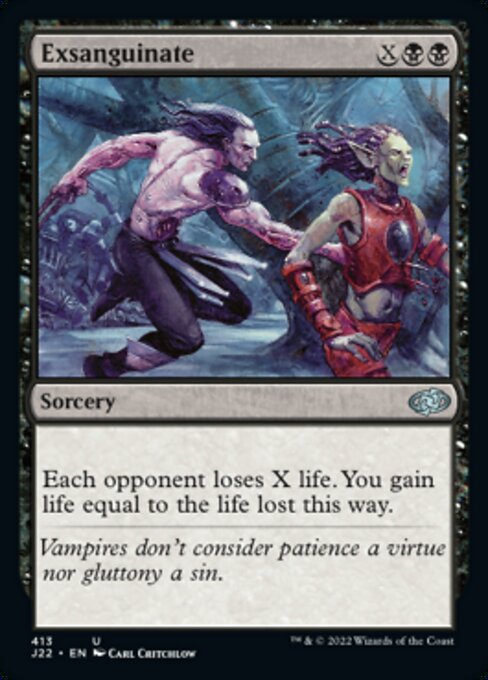 Exsanguinate X
Sorcery
Each opponent loses X life. You gain
life equal to the life lost this way.
Vampires don't consider patience a virtue
nor gluttony a sin.
413 U
J22 • EN CARL CRITCHLOW
™ & © 2022 Wizards of the Coast